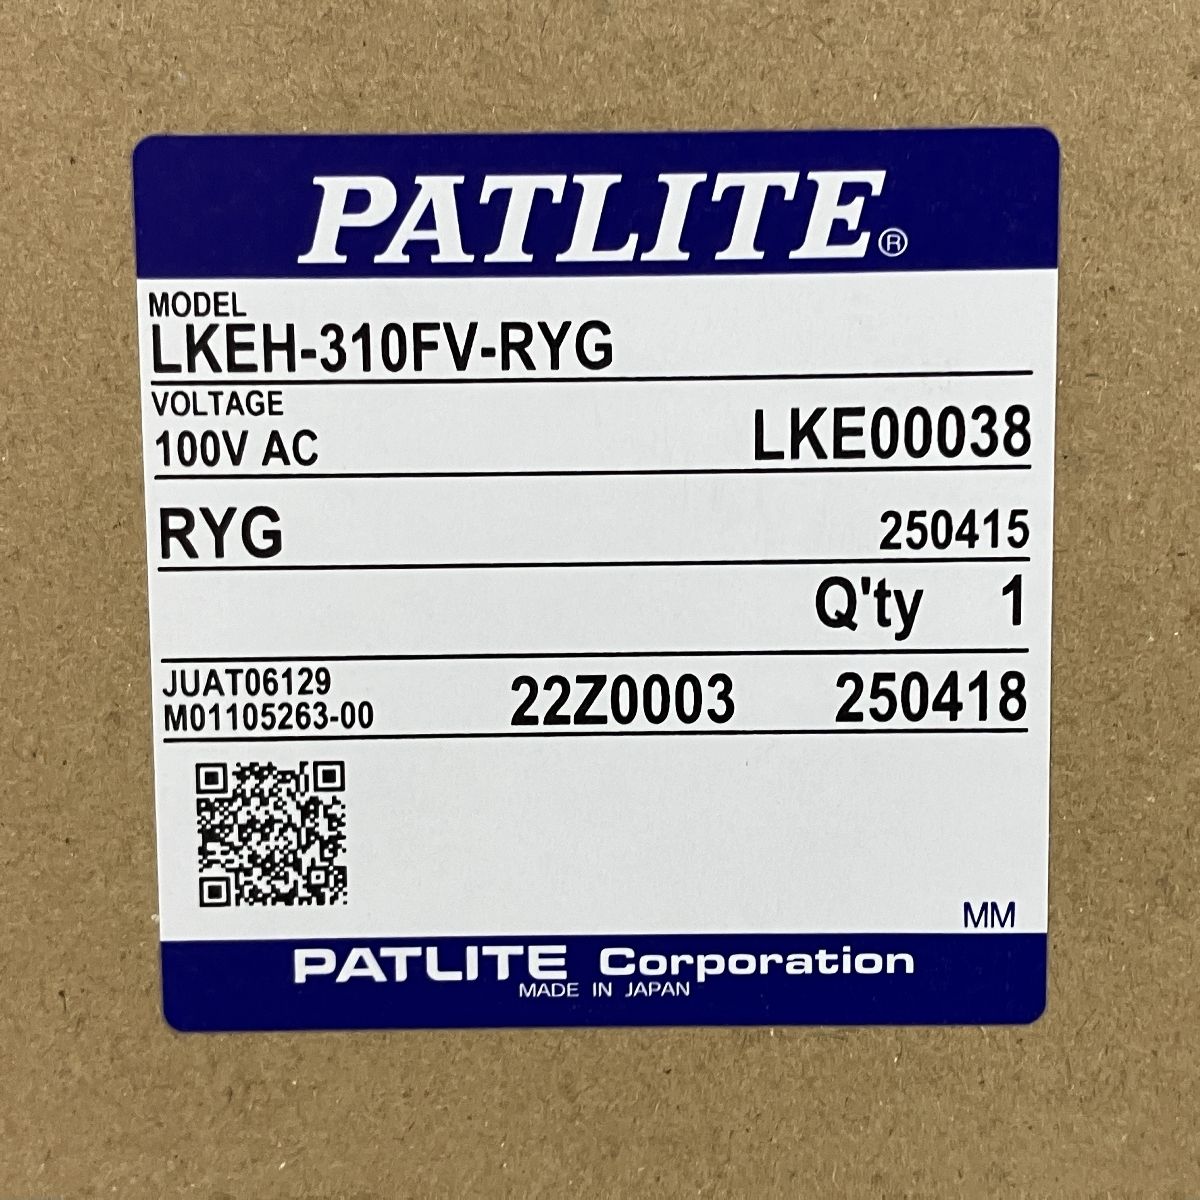 PATLITE®
MODEL
LKEH-310FV-RYG
VOLTAGE
100V AC LKE00038
RYG 250415
Q'ty 1
JUAT06129
M01105263-00 22Z0003 250418
MM
PATLITE Corporation
MADE IN JAPAN